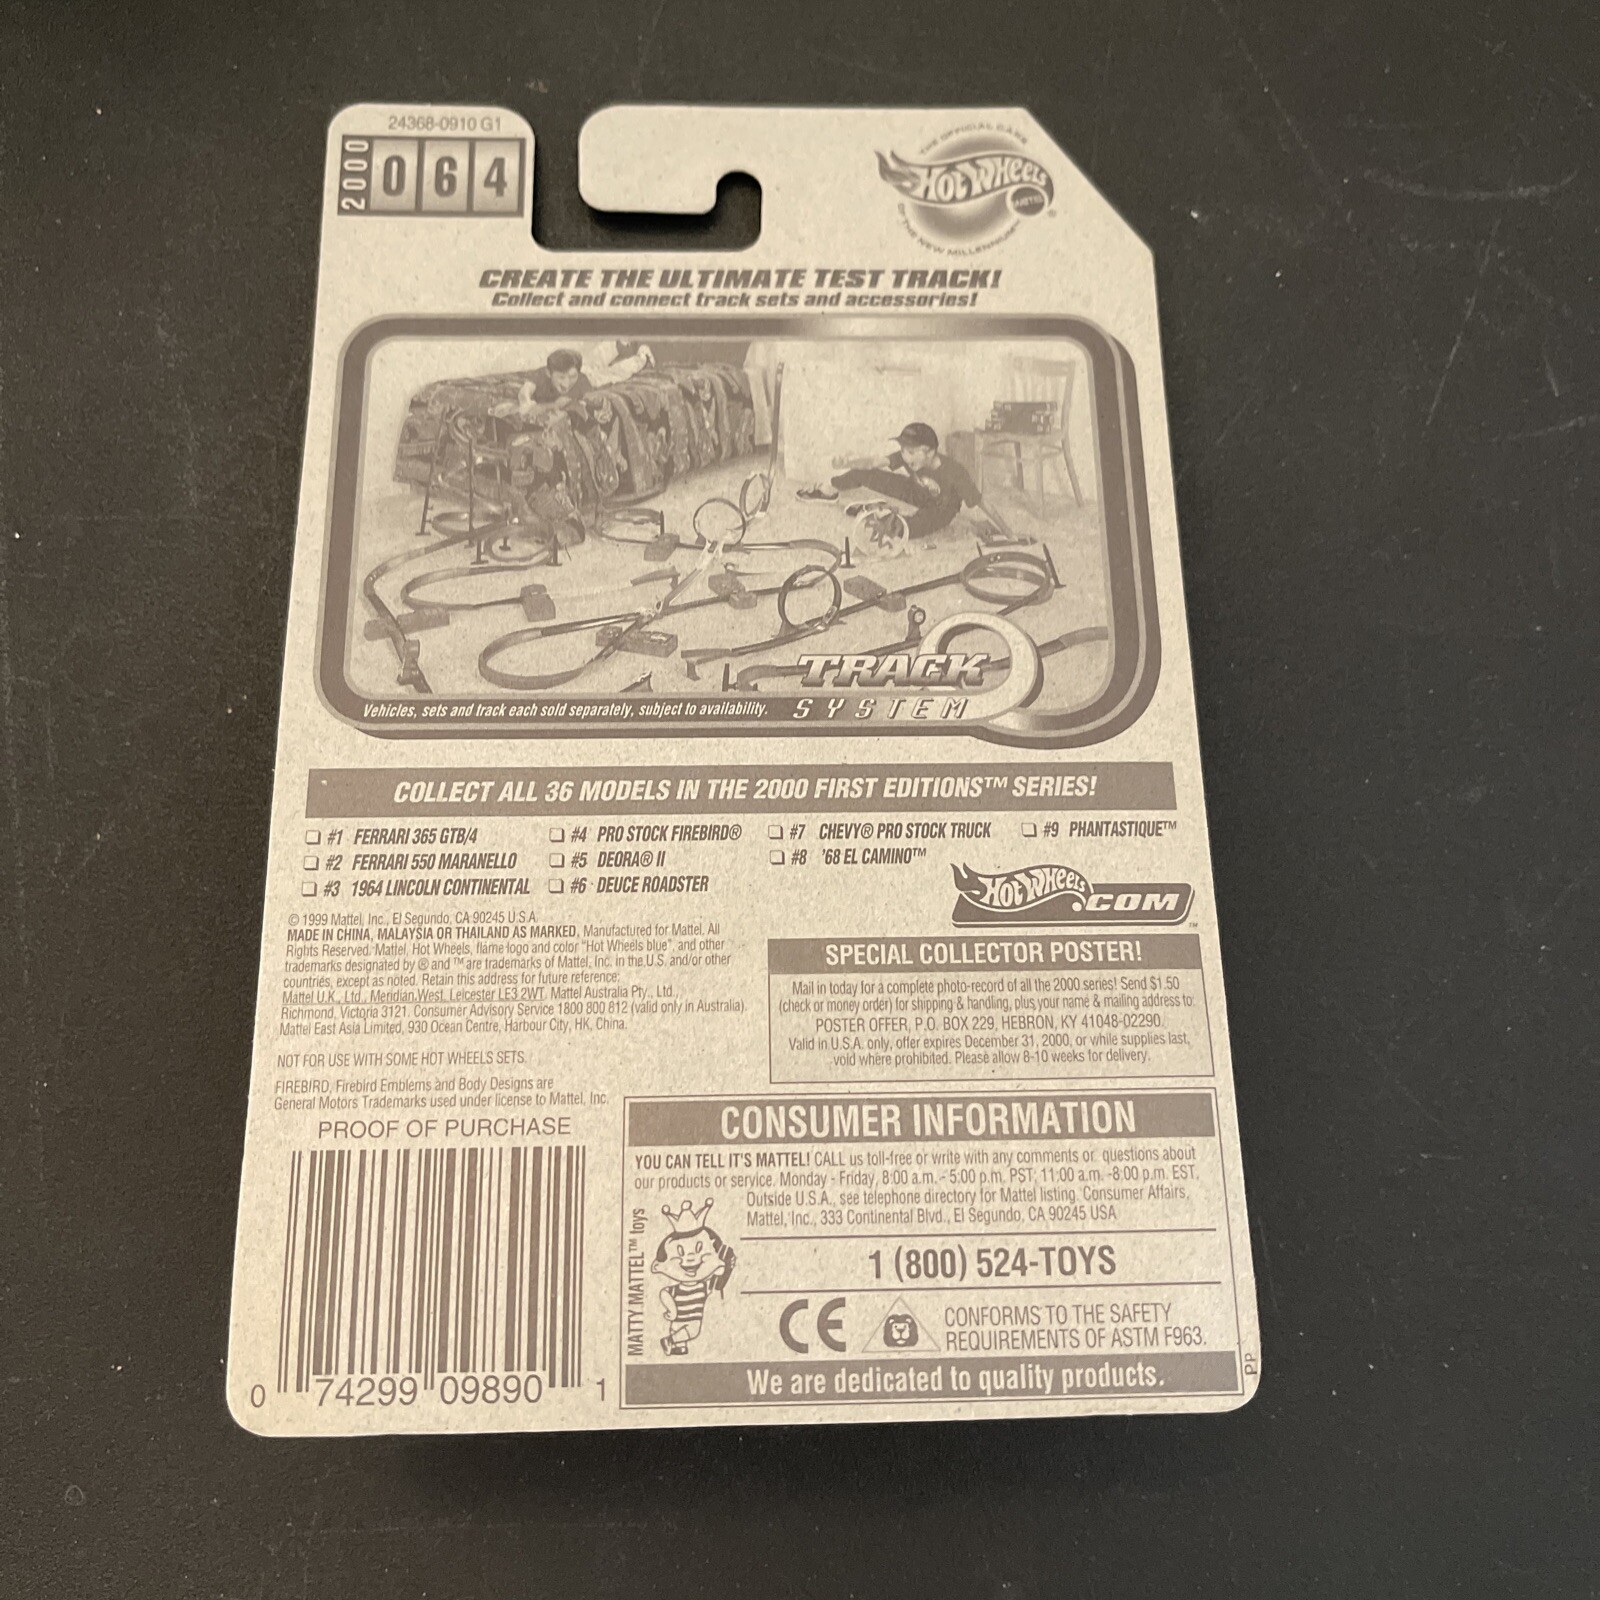 24368-0910 G1
2000
064
THE OFFICIAL CARS
HOT WHEELS
MATTEL
OF THE NEW MILLENNIUM™
CREATE THE ULTIMATE TEST TRACK!
Collect and connect track sets and accessories!
TRACK
SYSTEM
Vehicles, sets and track each sold separately, subject to availability.
COLLECT ALL 36 MODELS IN THE 2000 FIRST EDITIONS™ SERIES!
#1 FERRARI 365 GTB/4
#2 FERRARI 550 MARANELLO
#3 1964 LINCOLN CONTINENTAL
#4 PRO STOCK FIREBIRD®
#5 DEORA® II
#6 DEUCE ROADSTER
#7 CHEVY® PRO STOCK TRUCK
#8 '68 EL CAMINO™
#9 PHANTASTIQUE™
HOT WHEELS.COM™
© 1999 Mattel, Inc., El Segundo, CA 90245 U.S.A.
MADE IN CHINA, MALAYSIA OR THAILAND AS MARKED, Manufactured for Mattel. All
Rights Reserved. Mattel, Hot Wheels, flame logo and color "Hot Wheels blue", and other
trademarks designated by ® and ™ are trademarks of Mattel, Inc. in the U.S. and/or other
countries, except as noted. Retain this address for future reference:
Mattel U.K., Ltd., Meridian West, Leicester LE3 2WT. Mattel Australia Pty., Ltd.,
Richmond, Victoria 3121. Consumer Advisory Service 1800 800 812 (valid only in Australia).
Mattel East Asia Limited, 930 Ocean Centre, Harbour City, HK, China.
NOT FOR USE WITH SOME HOT WHEELS SETS.
FIREBIRD, Firebird Emblems and Body Designs are
General Motors Trademarks used under license to Mattel, Inc.
SPECIAL COLLECTOR POSTER!
Mail in today for a complete photo-record of all the 2000 series! Send $1.50
(check or money order) for shipping & handling, plus your name & mailing address to:
POSTER OFFER, P.O. BOX 229, HEBRON, KY 41048-02290.
Valid in U.S.A. only, offer expires December 31, 2000, or while supplies last,
void where prohibited. Please allow 8-10 weeks for delivery.
PROOF OF PURCHASE
0 74299 09890 1
CONSUMER INFORMATION
YOU CAN TELL IT'S MATTEL! CALL us toll-free or write with any comments or questions about
our products or service. Monday - Friday, 8:00 a.m. - 5:00 p.m. PST, 11:00 a.m. -8:00 p.m. EST.
Outside U.S.A., see telephone directory for Mattel listing. Consumer Affairs,
Mattel, Inc., 333 Continental Blvd., El Segundo, CA 90245 USA
MATTY MATTEL™ toys
1 (800) 524-TOYS
CE
CONFORMS TO THE SAFETY
REQUIREMENTS OF ASTM F963.
We are dedicated to quality products.
PP